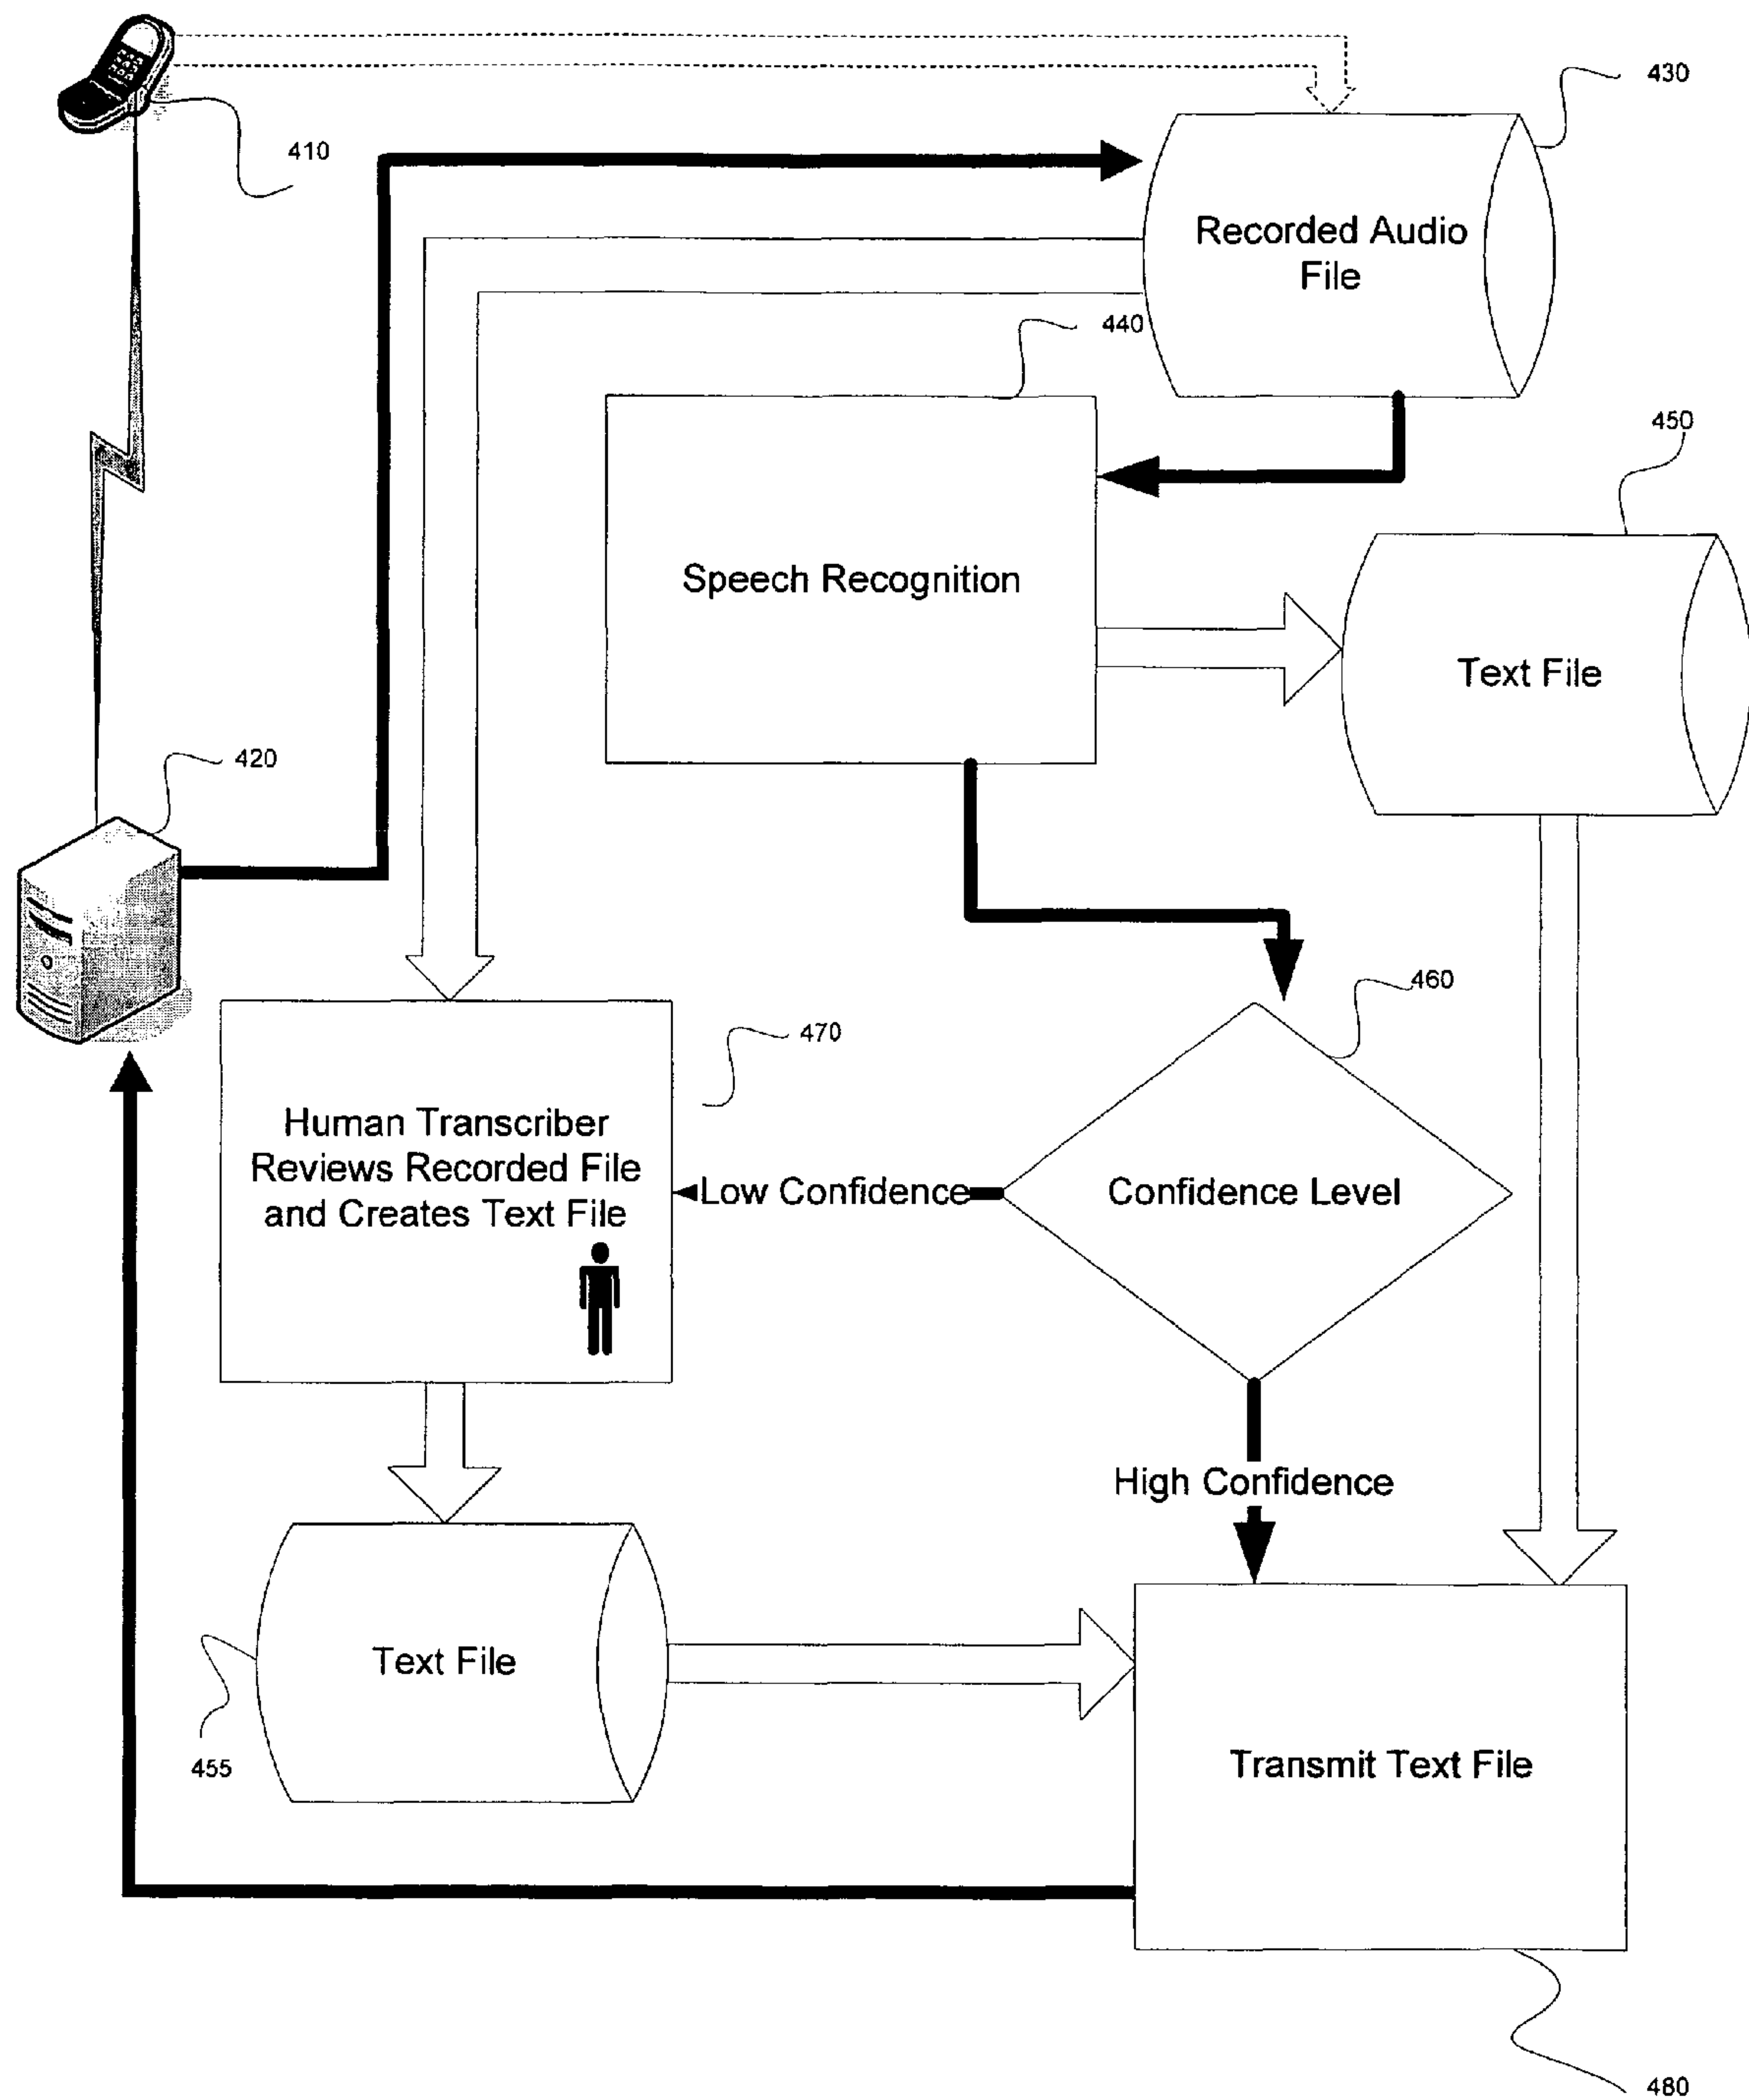 430
410
Recorded Audio
File
440
450
Speech Recognition
Text File
420
460
470
Human Transcriber
Reviews Recorded File
and Creates Text File
Low Confidence
Confidence Level
High Confidence
Text File
455
Transmit Text File
480